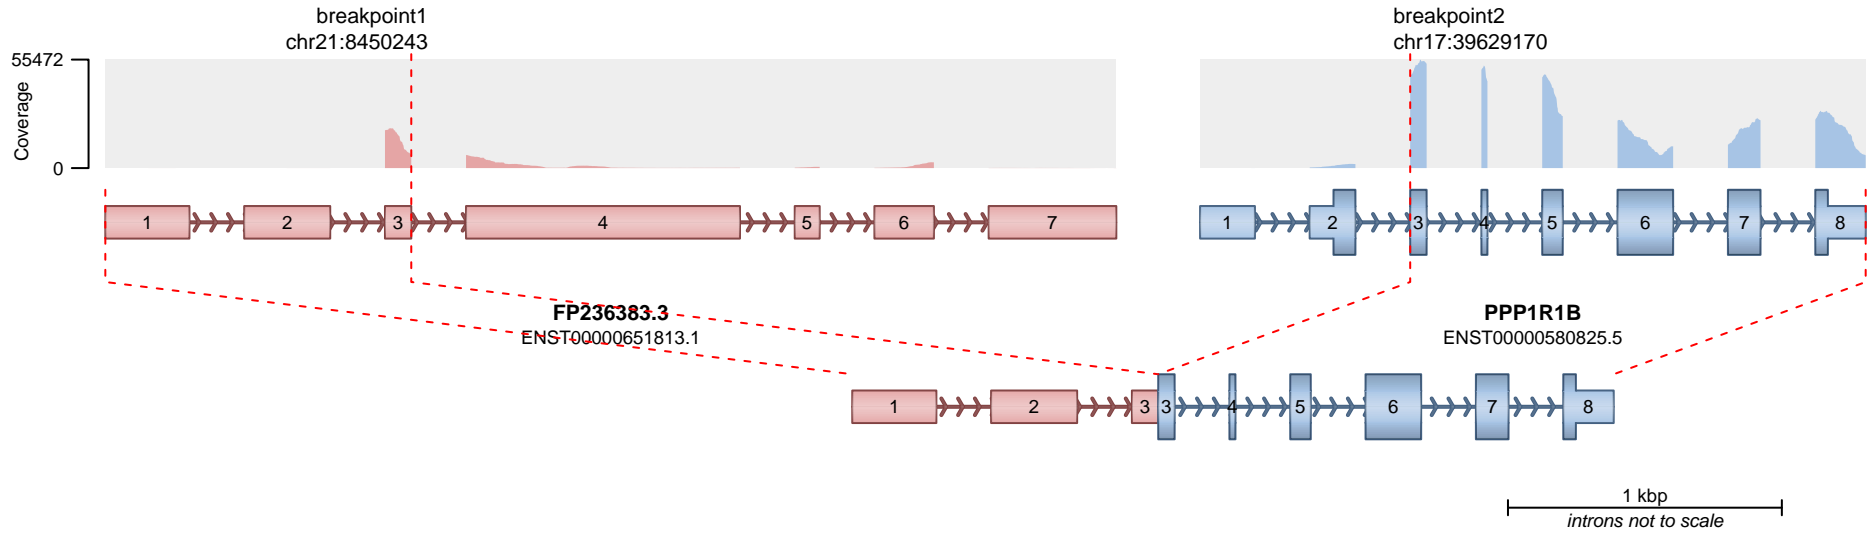 breakpoint1
chr21:8450243
breakpoint2
chr17:39629170
55472
Coverage
0
1 2 3 4 5 6 7
1 2 3 4 5 6 7 8
FP236383.3
ENST00000651813.1
PPP1R1B
ENST00000580825.5
1 2 3 3 4 5 6 7 8
1 kbp
introns not to scale